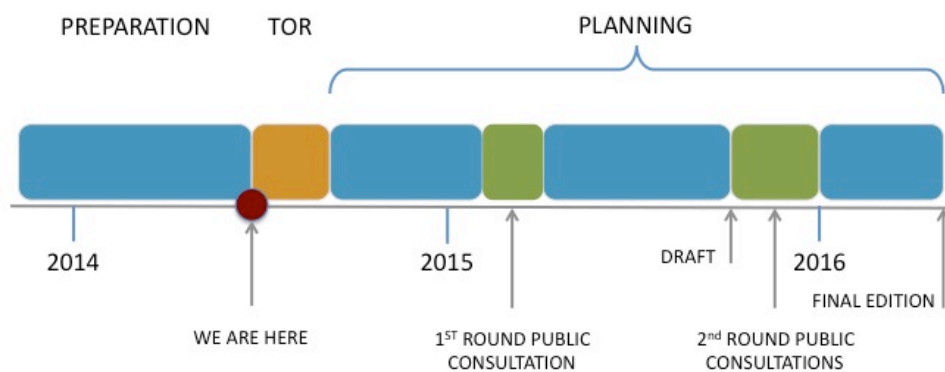 PREPARATION
TOR
PLANNING
2014
2015
DRAFT
2016
FINAL EDITION
WE ARE HERE
1ST ROUND PUBLIC
CONSULTATION
2nd ROUND PUBLIC
CONSULTATIONS